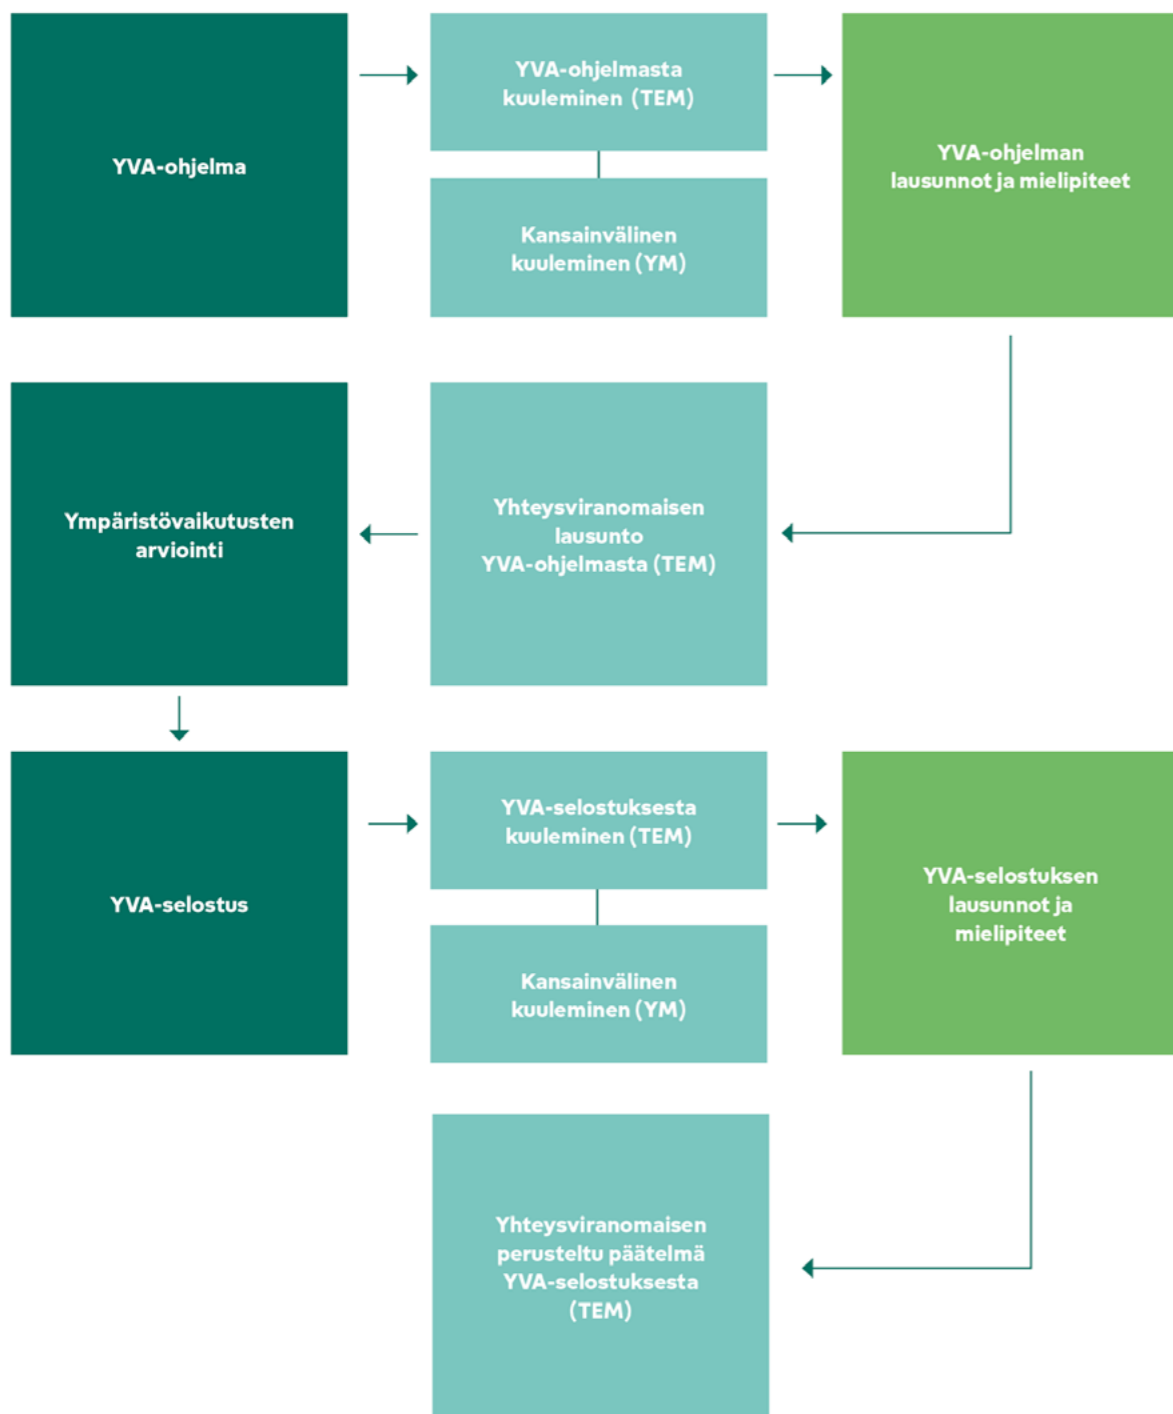 YVA-ohjelma
YVA-ohjelmasta
kuuleminen (TEM)
Kansainvälinen
kuuleminen (YM)
YVA-ohjelman
lausunnot ja mielipiteet
Yhteysviranomaisen
lausunto
YVA-ohjelmasta (TEM)
Ympäristövaikutusten
arviointi
YVA-selostus
YVA-selostuksesta
kuuleminen (TEM)
Kansainvälinen
kuuleminen (YM)
YVA-selostuksen
lausunnot ja
mielipiteet
Yhteysviranomaisen
perusteltu päätelmä
YVA-selostuksesta
(TEM)